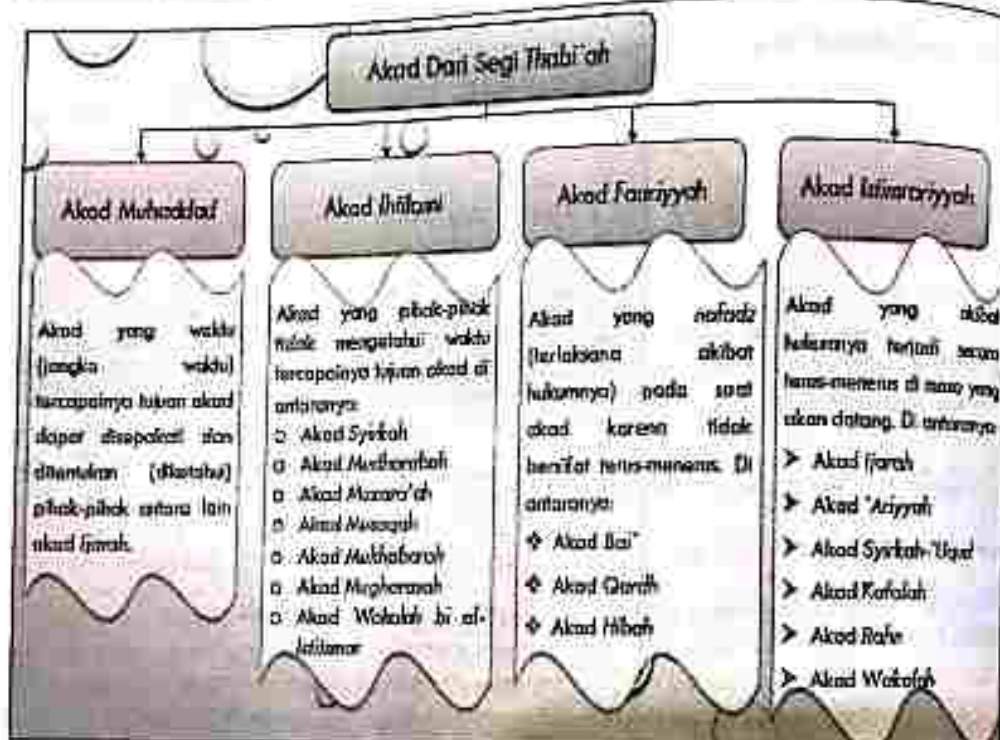 Akad Dari Segi Thabi'ah
Akad Muhaddad
Akad yang waktu
(jangka waktu)
tercapainya tujuan akad
dapat disepakati dan
ditentukan (diketahui)
pihak-pihak antara lain
akad Ijarah.
Akad Ihtilami
Akad yang pihak-pihak
tidak mengetahui waktu
tercapainya tujuan akad di
antaranya:
Akad Syirkah
Akad Mudharabah
Akad Muzara'ah
Akad Musaqah
Akad Mukhabarah
Akad Mugharasah
Akad Wakalah bi al-
Istitsmar
Akad Fauriyyah
Akad yang nafadz
(terlaksana akibat
hukumnya) pada saat
akad karena tidak
bersifat terus-menerus. Di
antaranya:
❖ Akad Bai'
❖ Akad Qardh
❖ Akad Hibah
Akad Istimrariyyah
Akad yang akibat
hukumnya terjadi secara
terus-menerus di masa yang
akan datang. Di antaranya
➤ Akad Ijarah
➤ Akad 'Ariyyah
➤ Akad Syirkah-'Uqud
➤ Akad Kafalah
➤ Akad Rahn
➤ Akad Wakalah